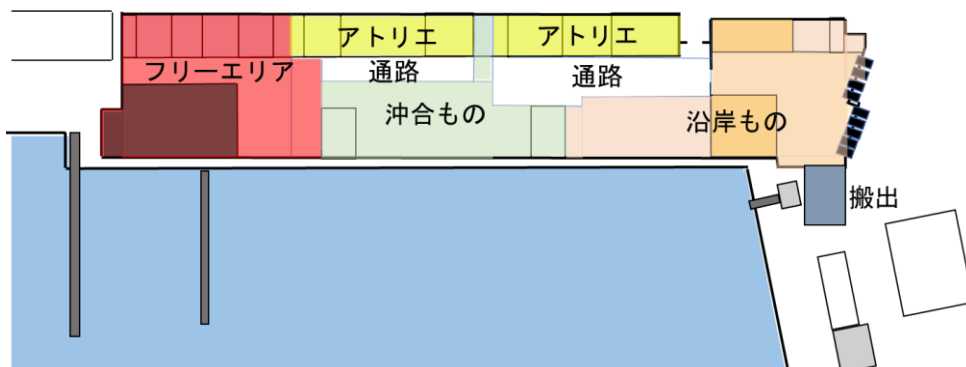 アトリエ
アトリエ
フリーエリア
通路
通路
沖合もの
沿岸もの
搬出